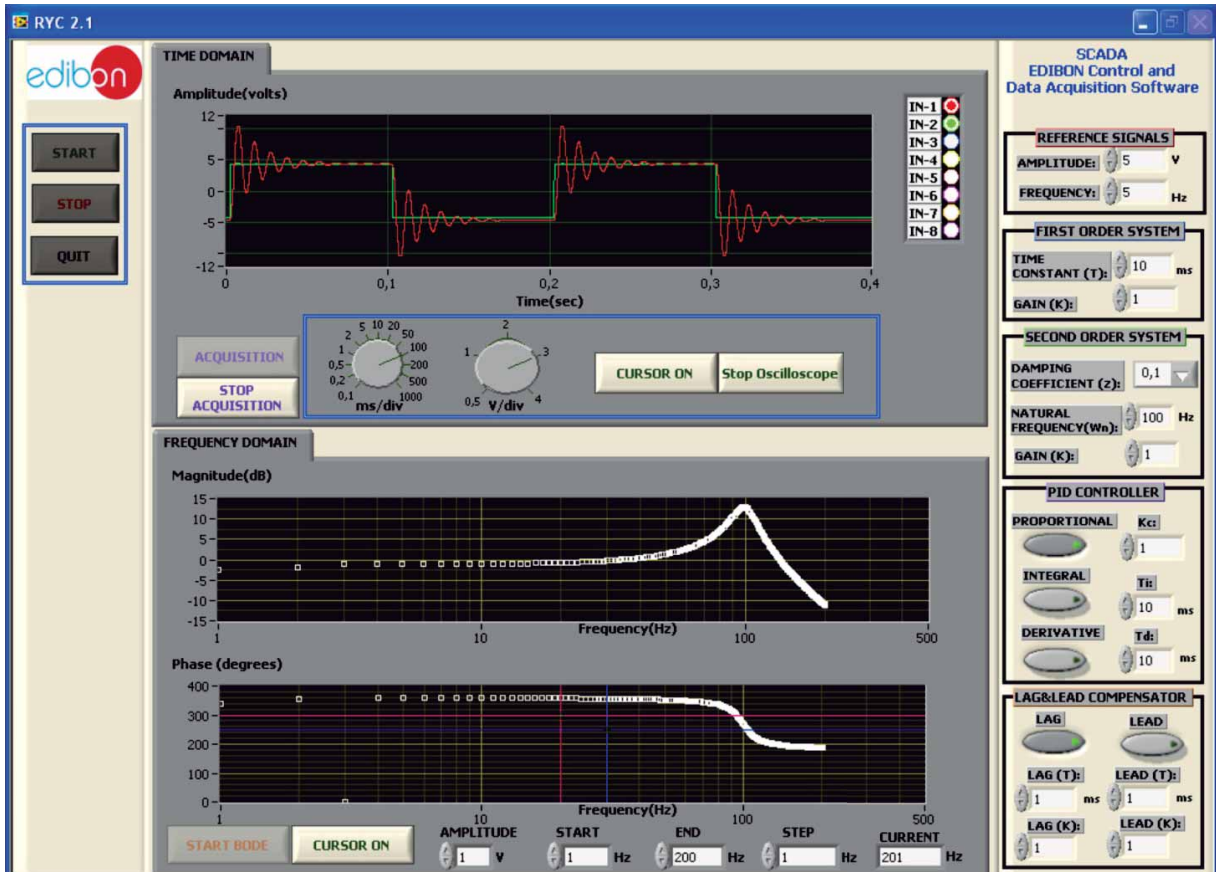 RYC 2.1
edibon
START
STOP
QUIT
TIME DOMAIN
Amplitude(volts)
12
5
0
-5
-12
0 0,1 0,2 0,3 0,4
Time(sec)
IN-1
IN-2
IN-3
IN-4
IN-5
IN-6
IN-7
IN-8
ACQUISITION
STOP ACQUISITION
0,1 0,2 0,5 1 2 5 10 20 50 100 200 500 1000
ms/div
0,5 1 2 3 4
V/div
CURSOR ON
Stop Oscilloscope
FREQUENCY DOMAIN
Magnitude(dB)
15
10
5
0
-5
-10
-15
1 10 100 500
Frequency(Hz)
Phase (degrees)
400
300
200
100
0
1 10 100 500
Frequency(Hz)
START BODE
CURSOR ON
AMPLITUDE
1 V
START
1 Hz
END
200 Hz
STEP
1 Hz
CURRENT
201 Hz
SCADA
EDIBON Control and
Data Acquisition Software
REFERENCE SIGNALS
AMPLITUDE: 5 V
FREQUENCY: 5 Hz
FIRST ORDER SYSTEM
TIME
CONSTANT (T): 10 ms
GAIN (K): 1
SECOND ORDER SYSTEM
DAMPING
COEFFICIENT (z): 0,1
NATURAL
FREQUENCY(Wn): 100 Hz
GAIN (K): 1
PID CONTROLLER
PROPORTIONAL Kc:
1
INTEGRAL Ti:
10 ms
DERIVATIVE Td:
10 ms
LAG&LEAD COMPENSATOR
LAG LEAD
LAG (T): LEAD (T):
1 ms 1 ms
LAG (K): LEAD (K):
1 1